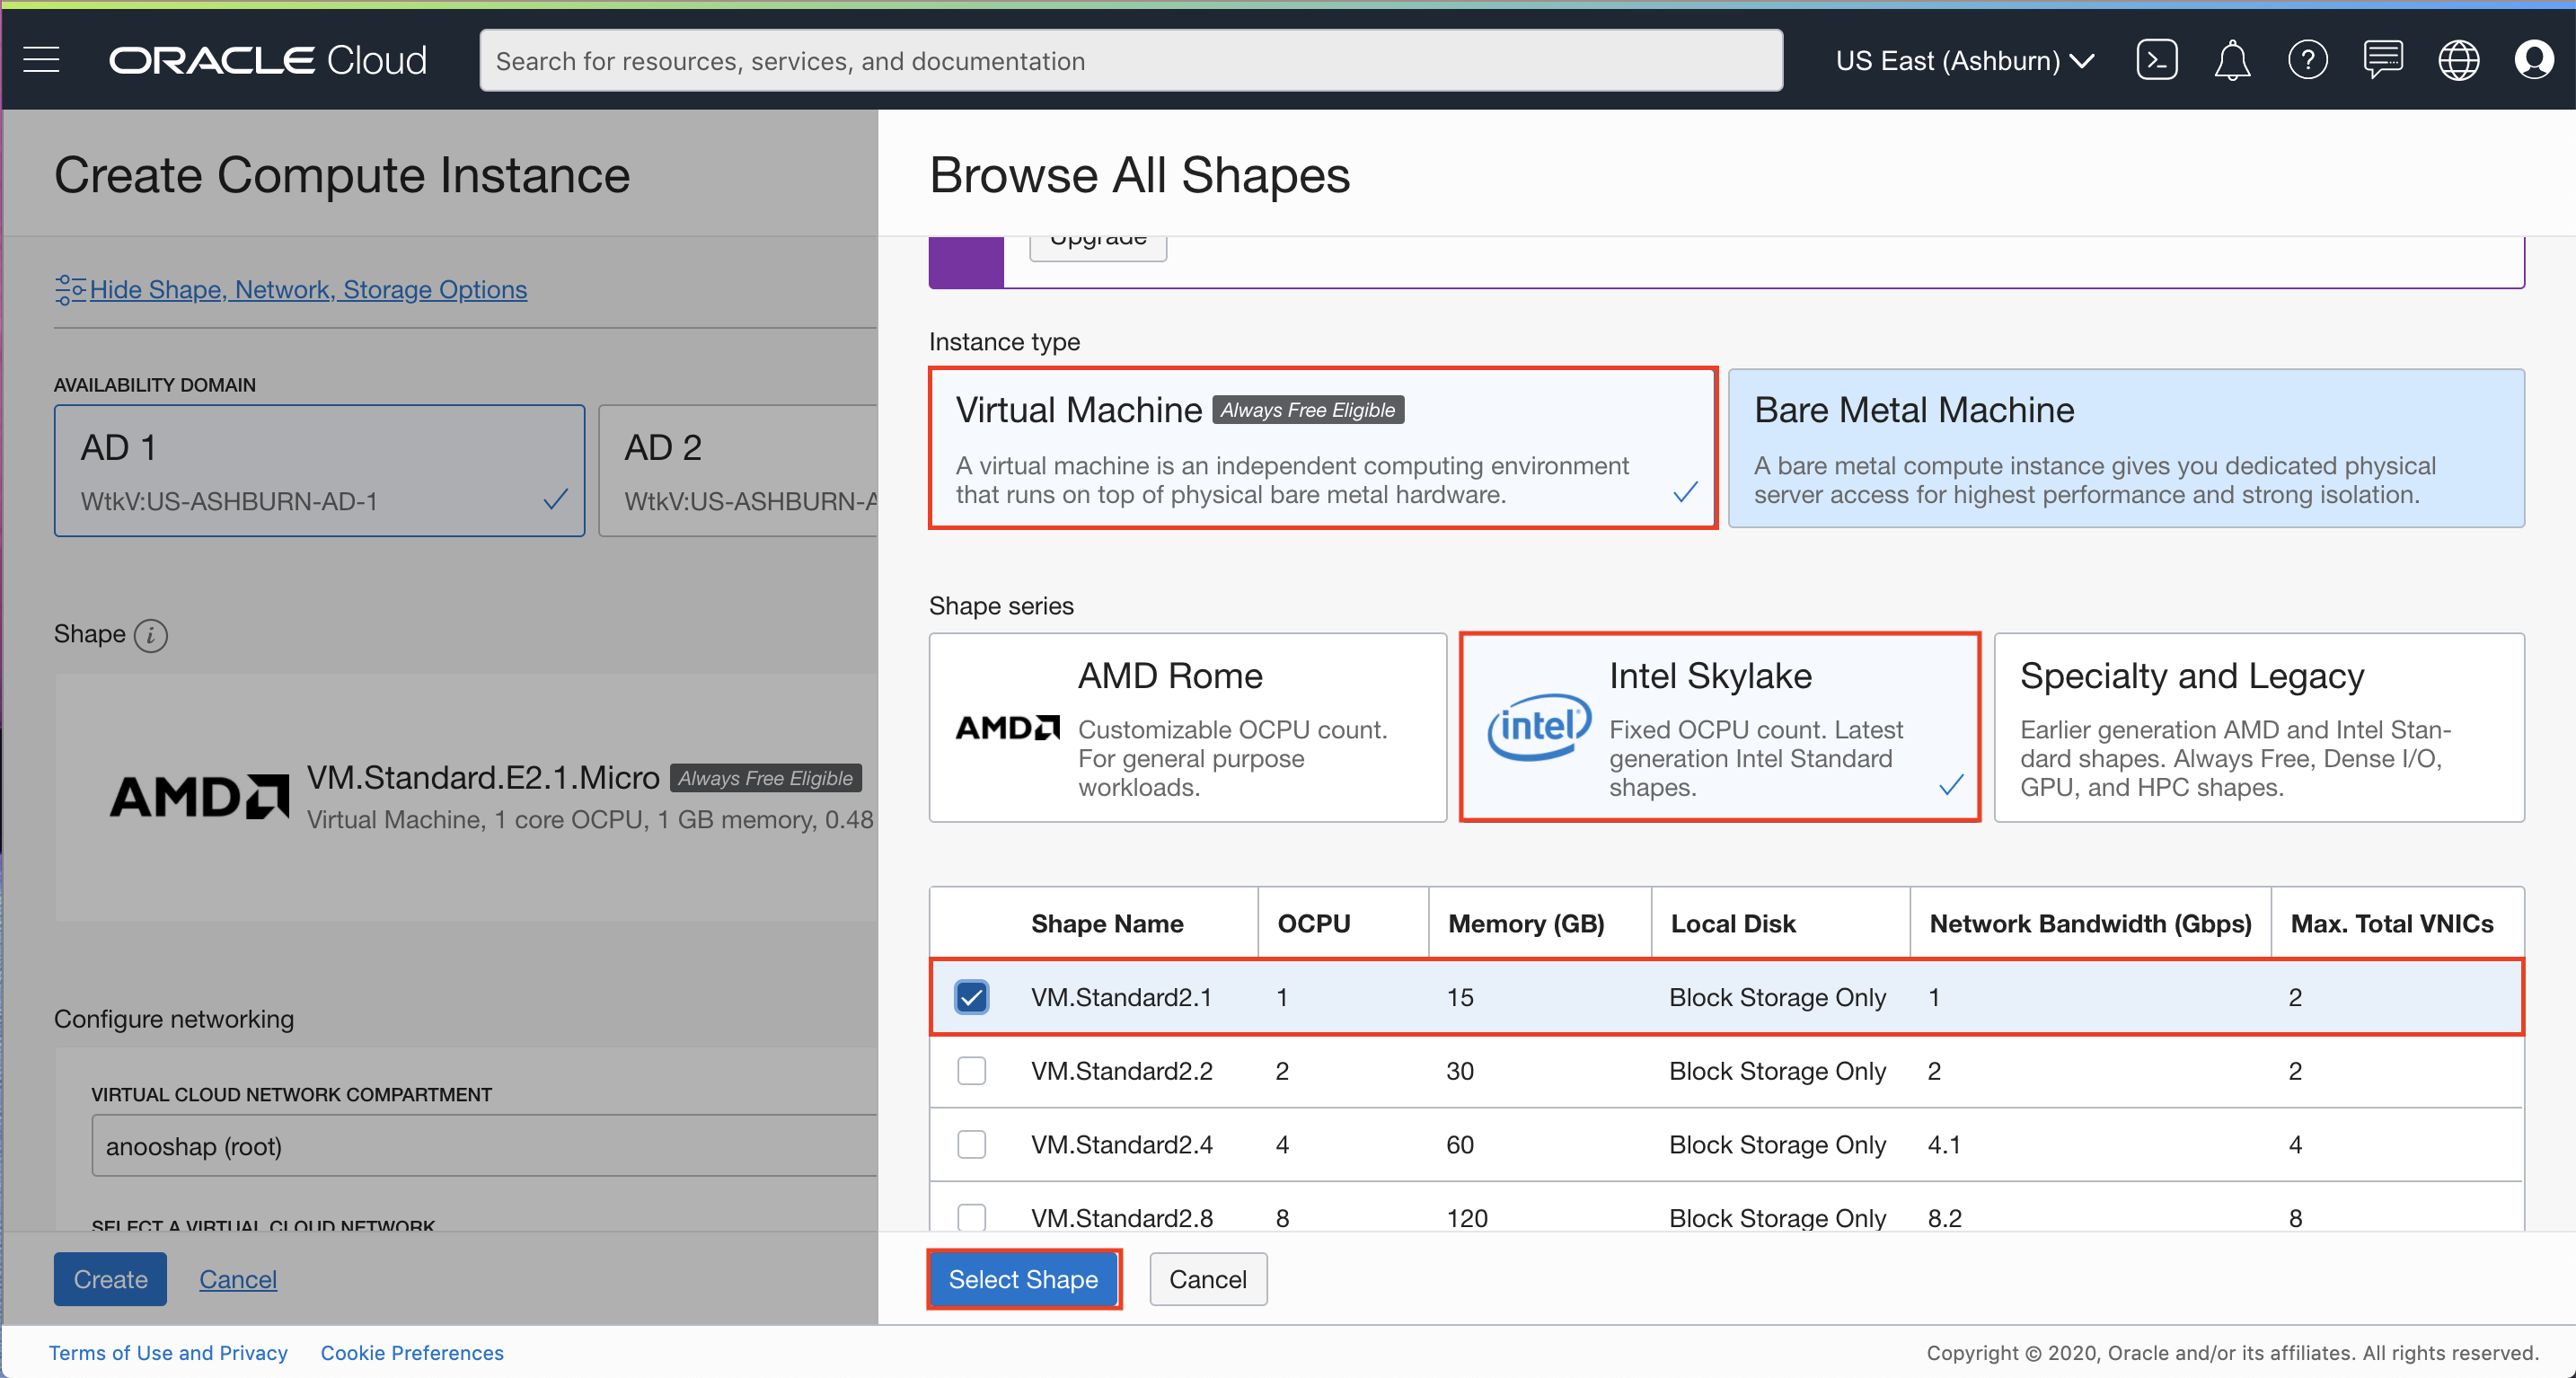 ORACLE Cloud
Search for resources, services, and documentation
US East (Ashburn)
Create Compute Instance
Hide Shape, Network, Storage Options
AVAILABILITY DOMAIN
AD 1
WtkV:US-ASHBURN-AD-1
AD 2
WtkV:US-ASHBURN-A
Shape
AMD
VM.Standard.E2.1.Micro Always Free Eligible
Virtual Machine, 1 core OCPU, 1 GB memory, 0.48
Configure networking
VIRTUAL CLOUD NETWORK COMPARTMENT
anooshap (root)
SELECT A VIRTUAL CLOUD NETWORK
Create Cancel
Browse All Shapes
Upgrade
Instance type
Virtual Machine Always Free Eligible
A virtual machine is an independent computing environment
that runs on top of physical bare metal hardware.
Bare Metal Machine
A bare metal compute instance gives you dedicated physical
server access for highest performance and strong isolation.
Shape series
AMD
AMD Rome
Customizable OCPU count.
For general purpose
workloads.
intel
Intel Skylake
Fixed OCPU count. Latest
generation Intel Standard
shapes.
Specialty and Legacy
Earlier generation AMD and Intel Stan-
dard shapes. Always Free, Dense I/O,
GPU, and HPC shapes.
Shape Name OCPU Memory (GB) Local Disk Network Bandwidth (Gbps) Max. Total VNICs
VM.Standard2.1 1 15 Block Storage Only 1 2
VM.Standard2.2 2 30 Block Storage Only 2 2
VM.Standard2.4 4 60 Block Storage Only 4.1 4
VM.Standard2.8 8 120 Block Storage Only 8.2 8
Select Shape Cancel
Terms of Use and Privacy Cookie Preferences
Copyright © 2020, Oracle and/or its affiliates. All rights reserved.